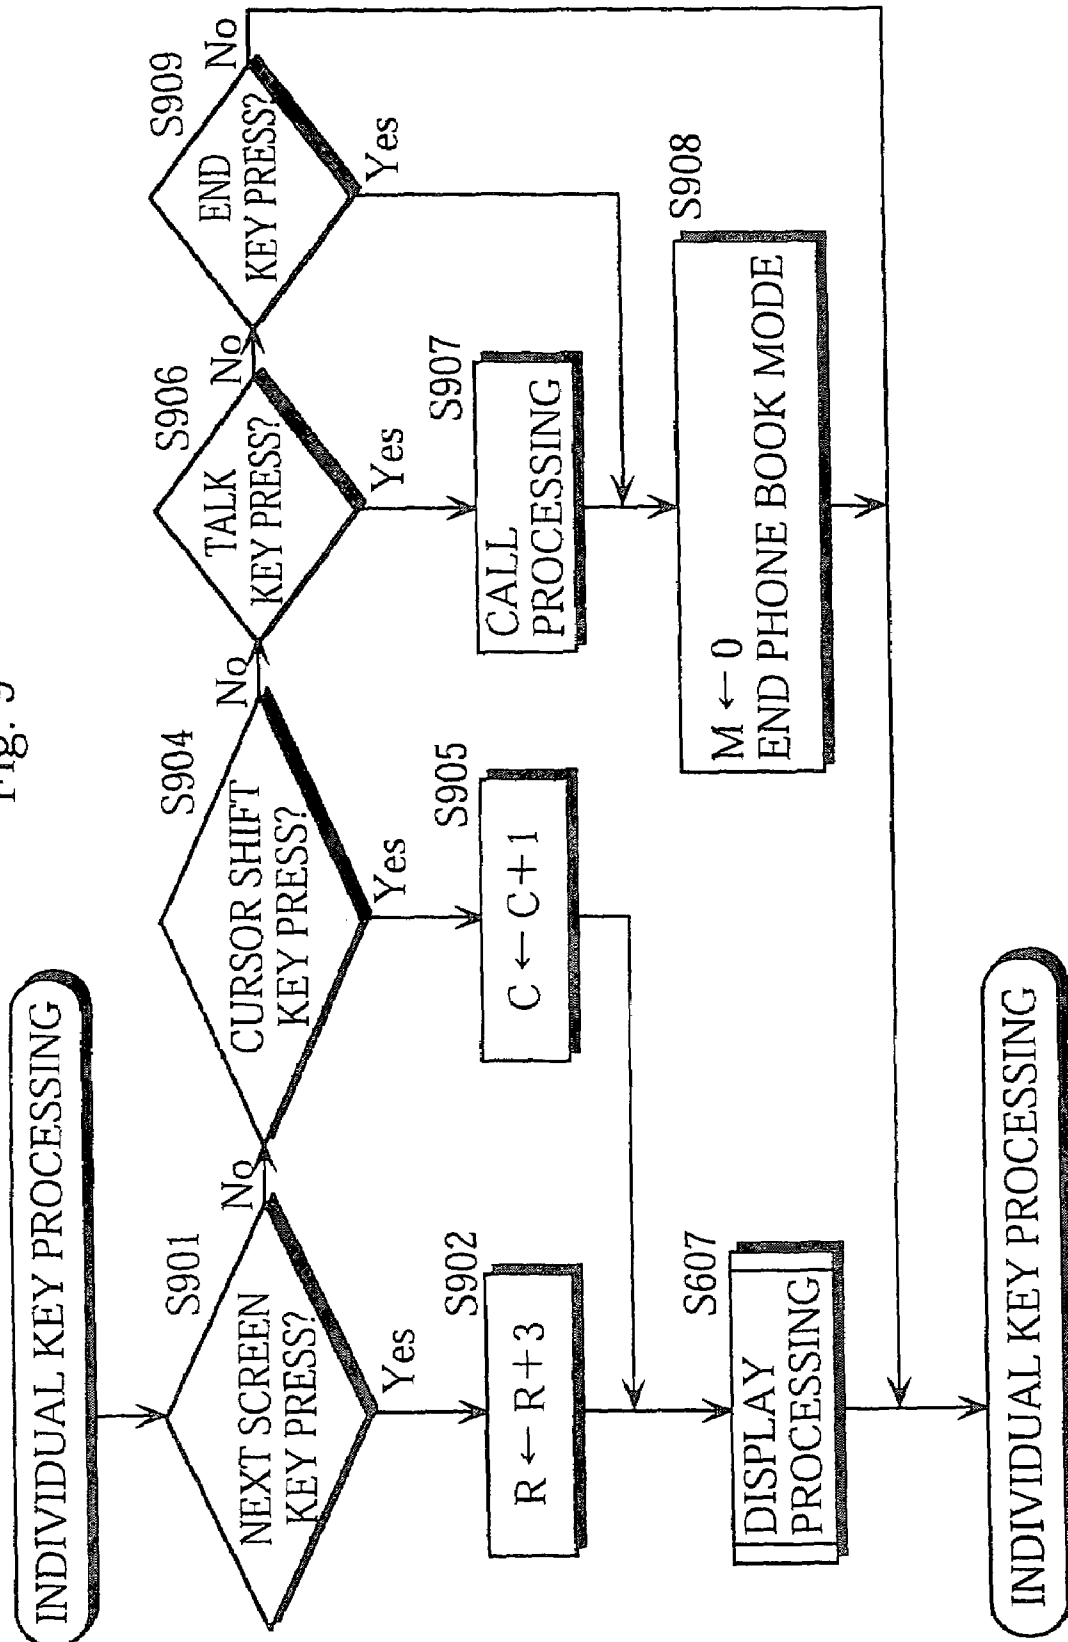 Fig. 9
INDIVIDUAL KEY PROCESSING
S901
NEXT SCREEN
KEY PRESS?
No
Yes
S902
R ← R+3
S607
DISPLAY
PROCESSING
S904
CURSOR SHIFT
KEY PRESS?
No
Yes
S905
C ← C+1
S906
TALK
KEY PRESS?
No
Yes
S907
CALL
PROCESSING
S909
END
KEY PRESS?
No
Yes
S908
M ← 0
END PHONE BOOK MODE
INDIVIDUAL KEY PROCESSING